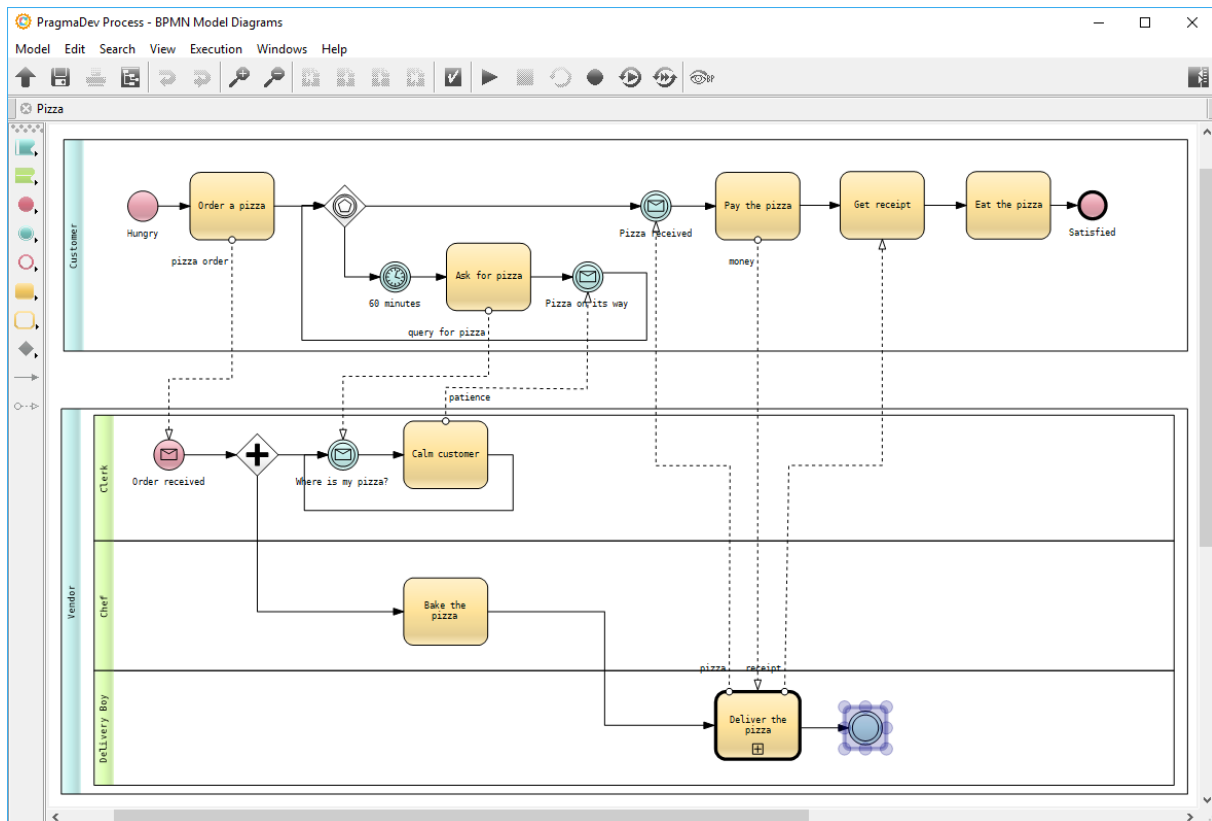 PragmaDev Process - BPMN Model Diagrams
Model Edit Search View Execution Windows Help
BP
Pizza
Customer
Hungry
Order a pizza
pizza order
60 minutes
Ask for pizza
query for pizza
Pizza on its way
Pizza received
Pay the pizza
money
Get receipt
Eat the pizza
Satisfied
patience
Vendor
Clerk
Order received
Where is my pizza?
Calm customer
Chef
Bake the
pizza
Delivery Boy
pizza
receipt
Deliver the
pizza